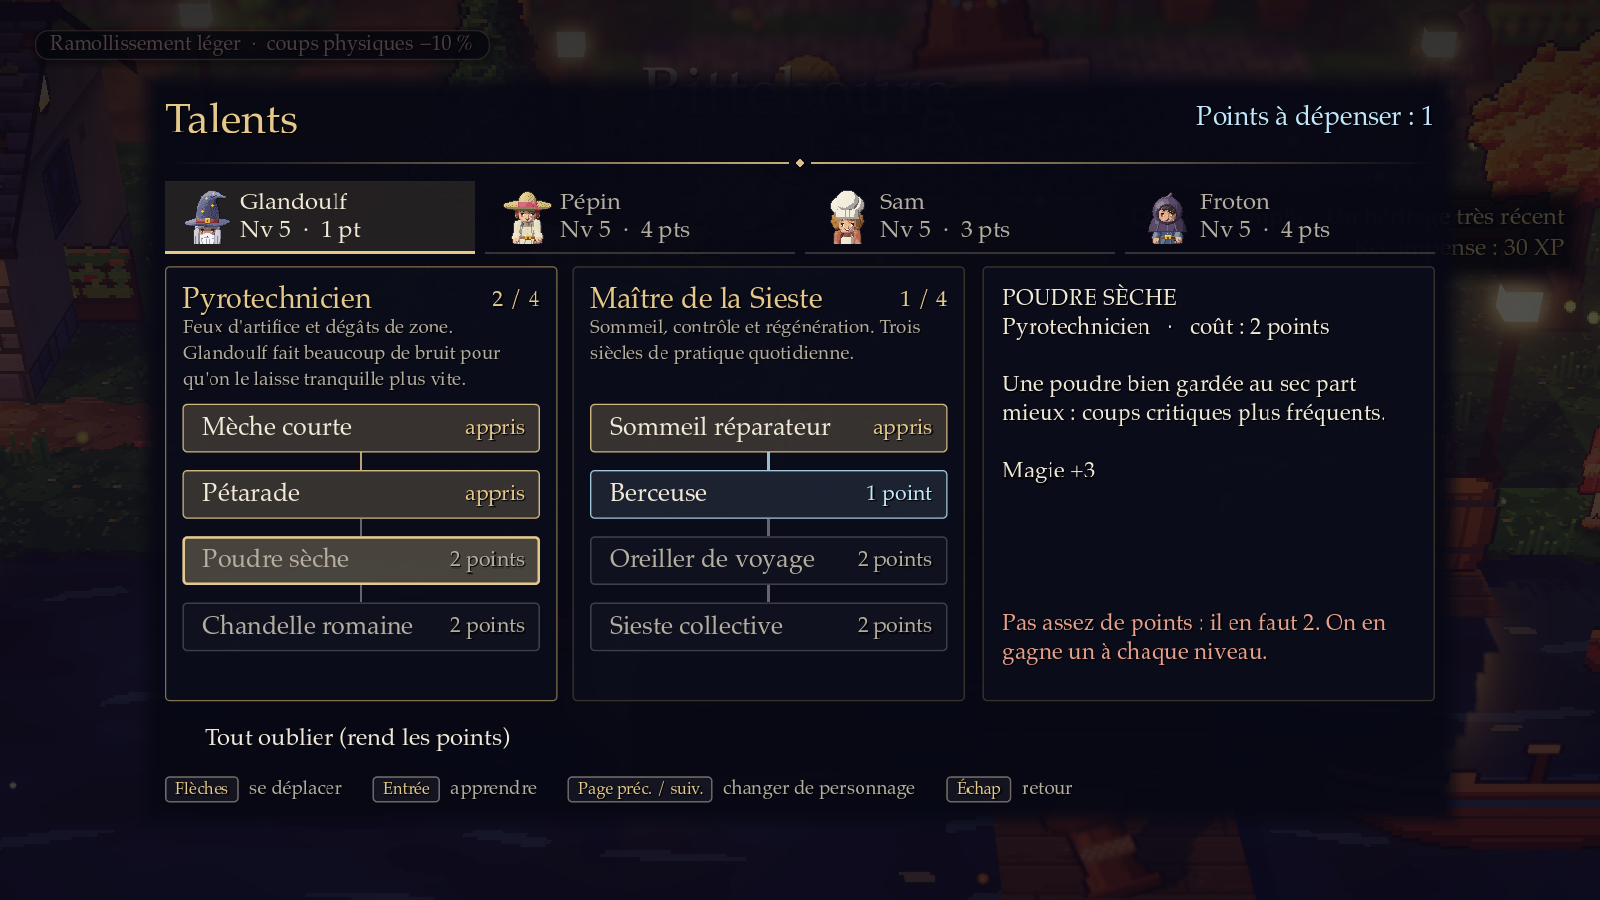 Ramollissement léger · coups physiques −10 %
Talents
Points à dépenser : 1
Glandoulf
Nv 5 · 1 pt
Pépin
Nv 5 · 4 pts
Sam
Nv 5 · 3 pts
Froton
Nv 5 · 4 pts
très récent
: 30 XP
Pyrotechnicien 2 / 4
Feux d'artifice et dégâts de zone.
Glandoulf fait beaucoup de bruit pour
qu'on le laisse tranquille plus vite.
Mèche courte appris
Pétarade appris
Poudre sèche 2 points
Chandelle romaine 2 points
Maître de la Sieste 1 / 4
Sommeil, contrôle et régénération. Trois
siècles de pratique quotidienne.
Sommeil réparateur appris
Berceuse 1 point
Oreiller de voyage 2 points
Sieste collective 2 points
POUDRE SÈCHE
Pyrotechnicien · coût : 2 points
Une poudre bien gardée au sec part
mieux : coups critiques plus fréquents.
Magie +3
Pas assez de points : il en faut 2. On en
gagne un à chaque niveau.
Tout oublier (rend les points)
Flèches se déplacer Entrée apprendre Page préc. / suiv. changer de personnage Échap retour